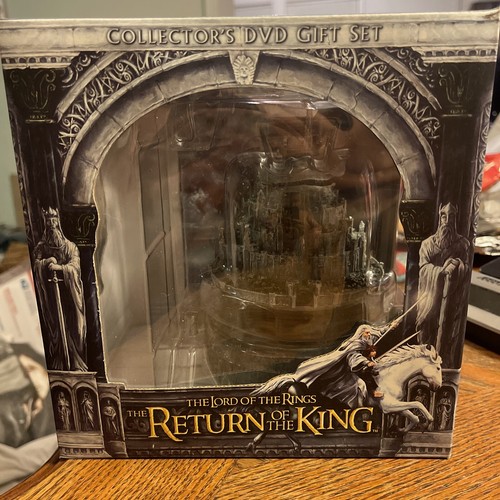 COLLECTOR'S DVD GIFT SET
THE LORD OF THE RINGS
THE RETURN OF THE KING